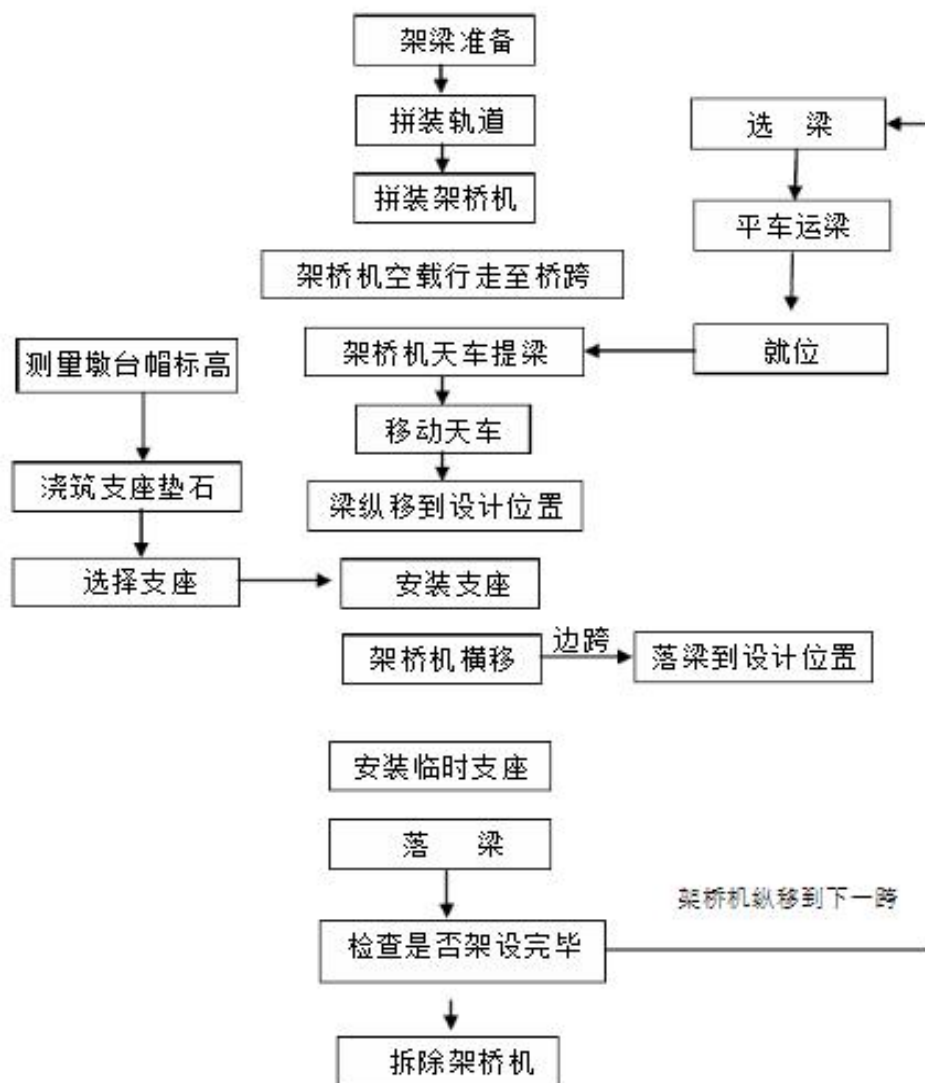 架梁准备
拼装轨道
选 梁
拼装架桥机
平车运梁
架桥机空载行走至桥跨
测量墩台帽标高
架桥机天车提梁
就位
移动天车
浇筑支座垫石
梁纵移到设计位置
选择支座
安装支座
架桥机横移
边跨
落梁到设计位置
安装临时支座
落 梁
架桥机纵移到下一跨
检查是否架设完毕
拆除架桥机